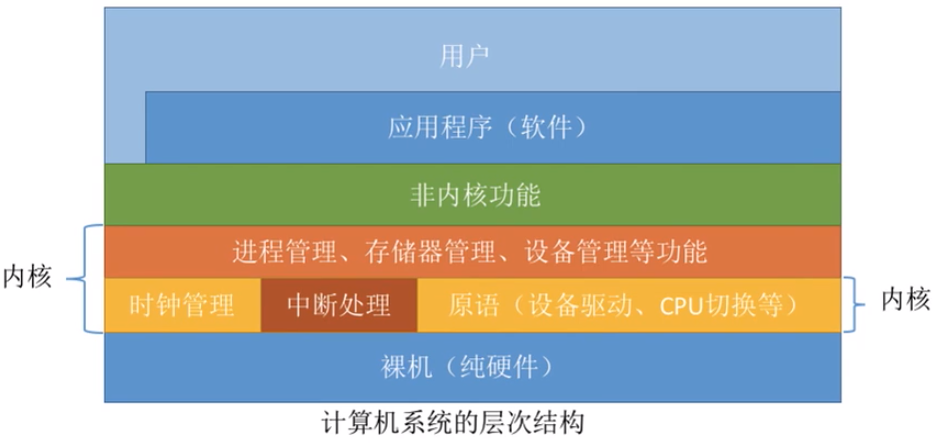 用户
应用程序（软件）
非内核功能
内核
进程管理、存储器管理、设备管理等功能
时钟管理
中断处理
原语（设备驱动、CPU切换等）
内核
裸机（纯硬件）
计算机系统的层次结构